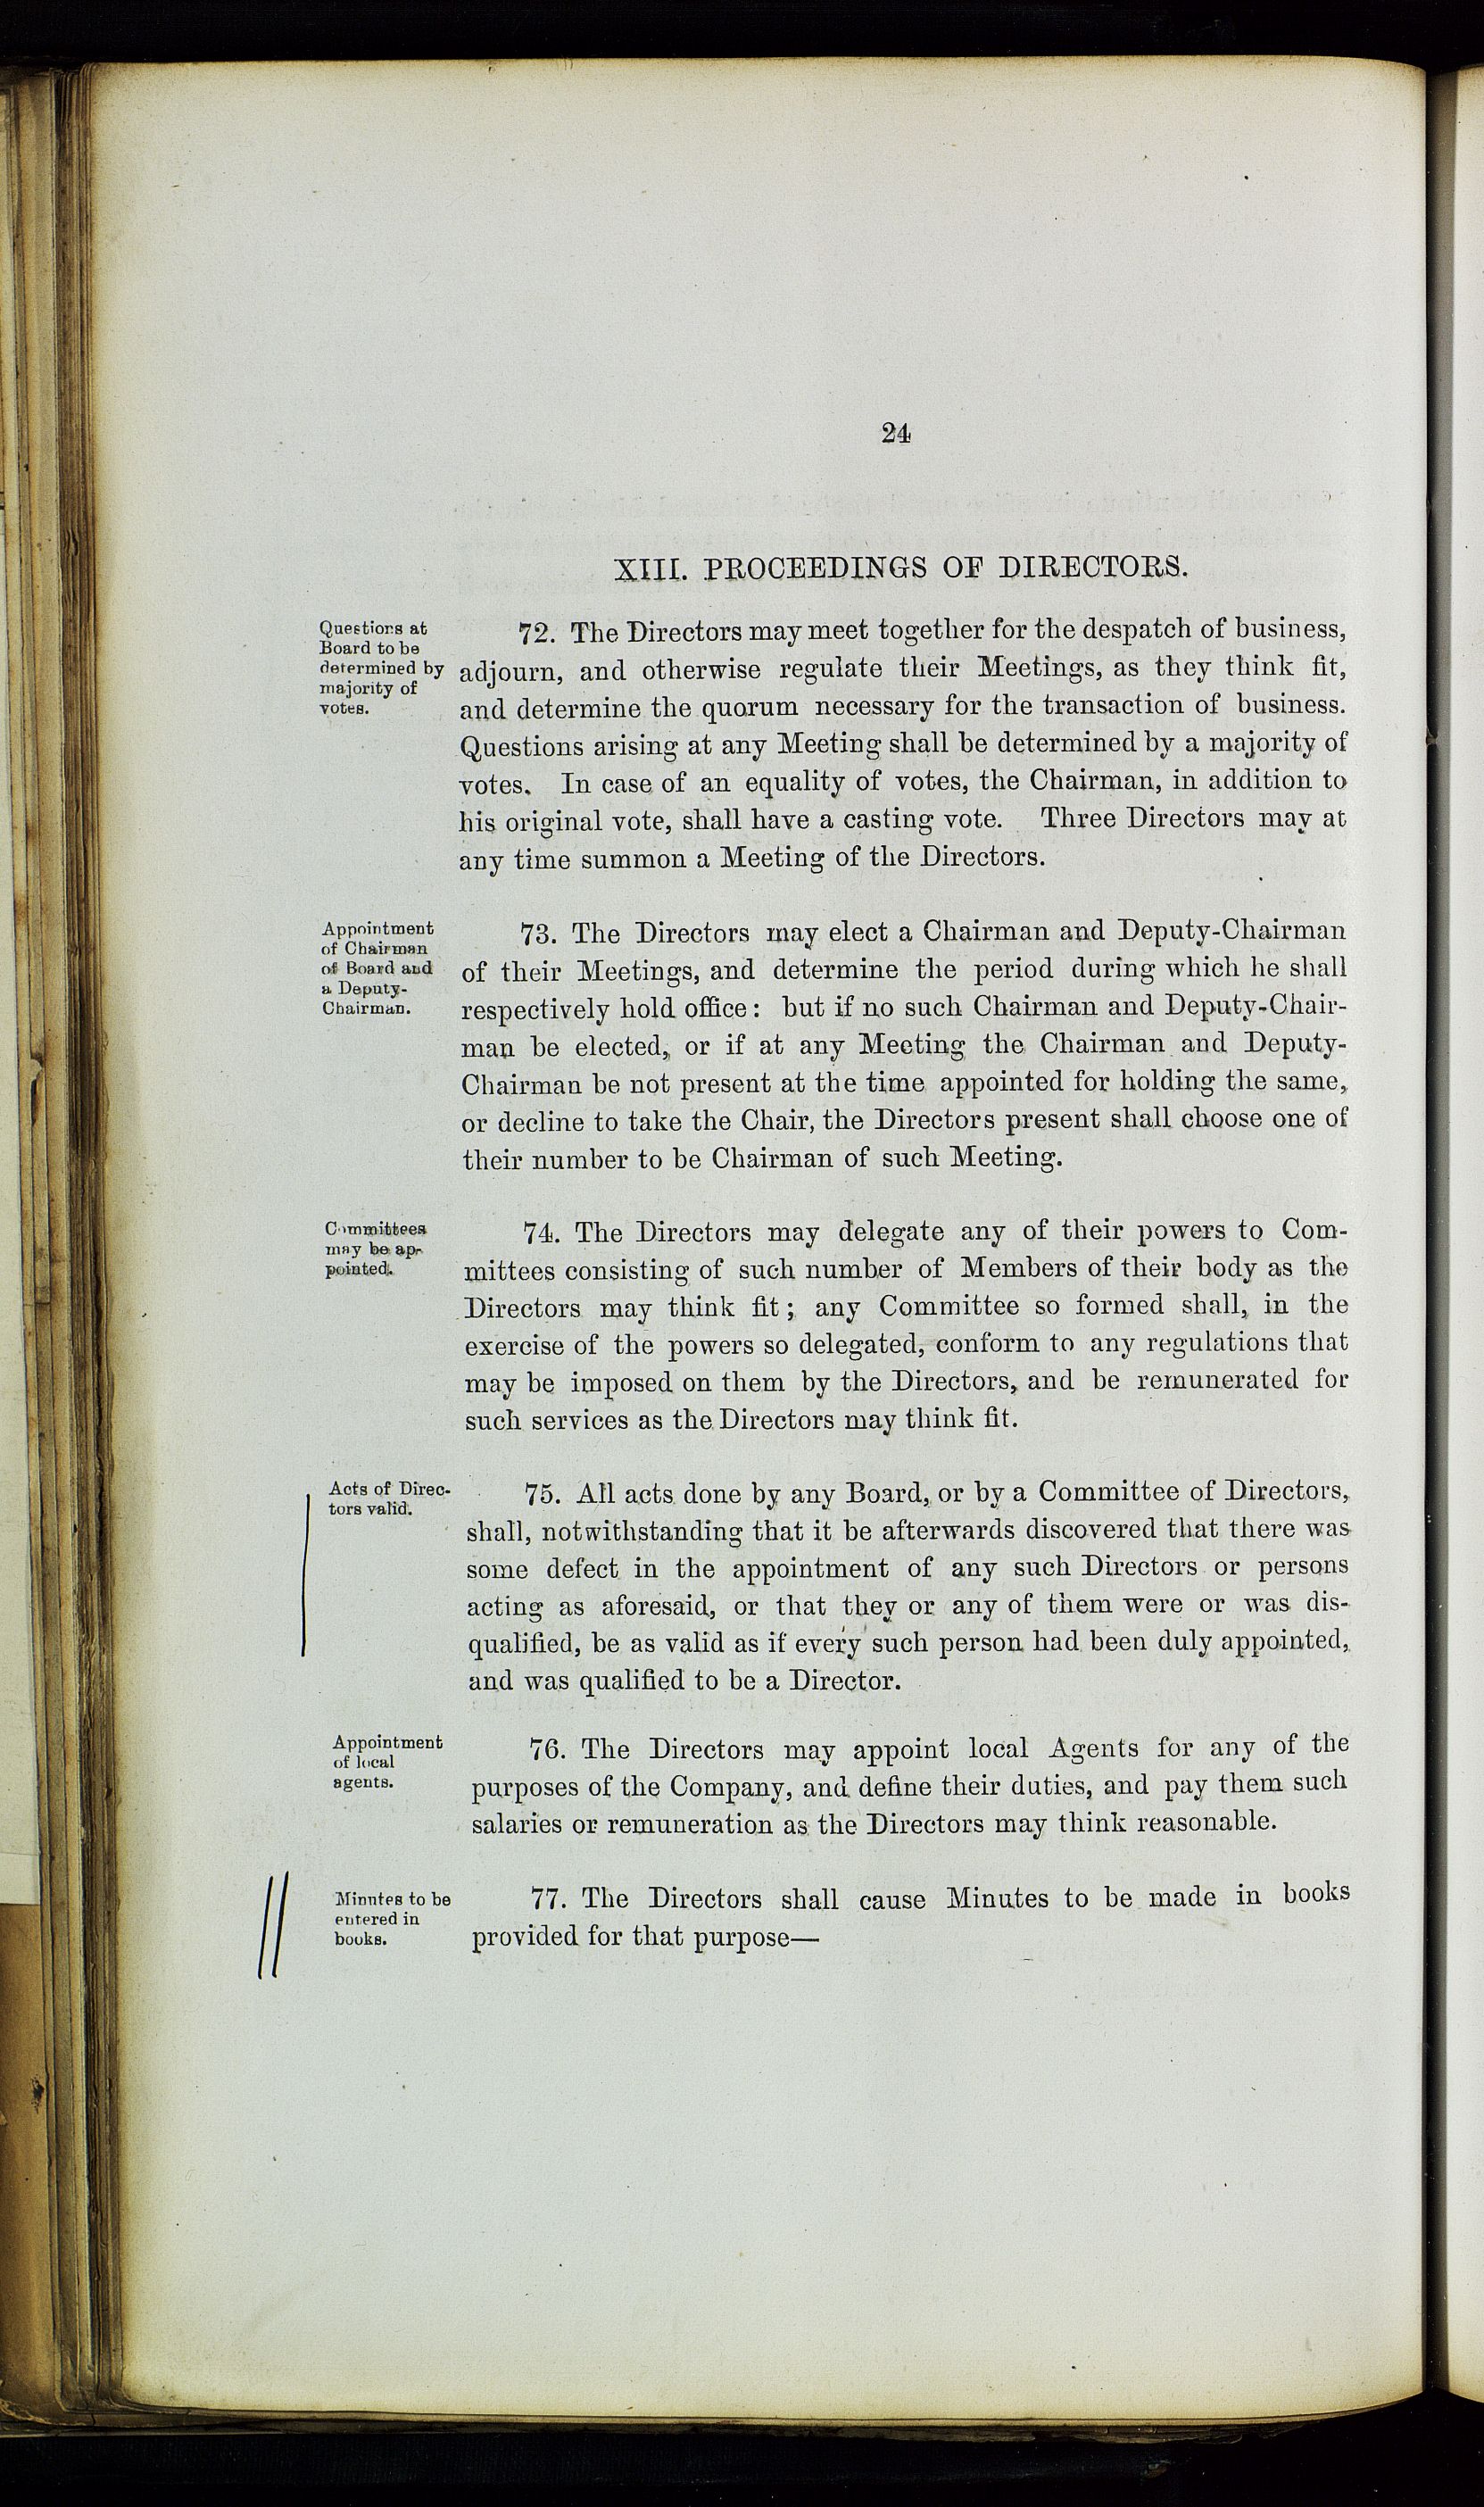 24
XIII. PROCEEDINGS OF DIRECTORS.
Questions at
Board to be
determined by
majority of
votes.
72. The Directors may meet together for the despatch of business,
adjourn, and otherwise regulate their Meetings, as they think fit,
and determine the quorum necessary for the transaction of business.
Questions arising at any Meeting shall be determined by a majority of
votes. In case of an equality of votes, the Chairman, in addition to
his original vote, shall have a casting vote. Three Directors may at
any time summon a Meeting of the Directors.
Appointment
of Chairman
of Board and
a Deputy-
Chairman.
73. The Directors may elect a Chairman and Deputy-Chairman
of their Meetings, and determine the period during which he shall
respectively hold office: but if no such Chairman and Deputy-Chair-
man be elected, or if at any Meeting the Chairman and Deputy-
Chairman be not present at the time appointed for holding the same,
or decline to take the Chair, the Directors present shall choose one of
their number to be Chairman of such Meeting.
Committees
may be ap-
pointed.
74. The Directors may delegate any of their powers to Com-
mittees consisting of such number of Members of their body as the
Directors may think fit; any Committee so formed shall, in the
exercise of the powers so delegated, conform to any regulations that
may be imposed on them by the Directors, and be remunerated for
such services as the Directors may think fit.
Acts of Direc-
tors valid.
75. All acts done by any Board, or by a Committee of Directors,
shall, notwithstanding that it be afterwards discovered that there was
some defect in the appointment of any such Directors or persons
acting as aforesaid, or that they or any of them were or was dis-
qualified, be as valid as if every such person had been duly appointed,
and was qualified to be a Director.
Appointment
of local
agents.
76. The Directors may appoint local Agents for any of the
purposes of the Company, and define their duties, and pay them such
salaries or remuneration as the Directors may think reasonable.
Minutes to be
entered in
books.
77. The Directors shall cause Minutes to be made in books
provided for that purpose—